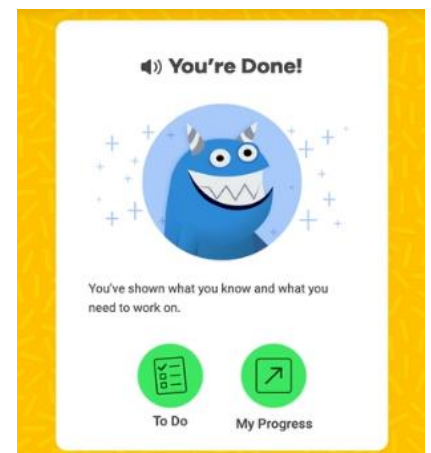 You're Done!
You've shown what you know and what you
need to work on.
To Do
My Progress